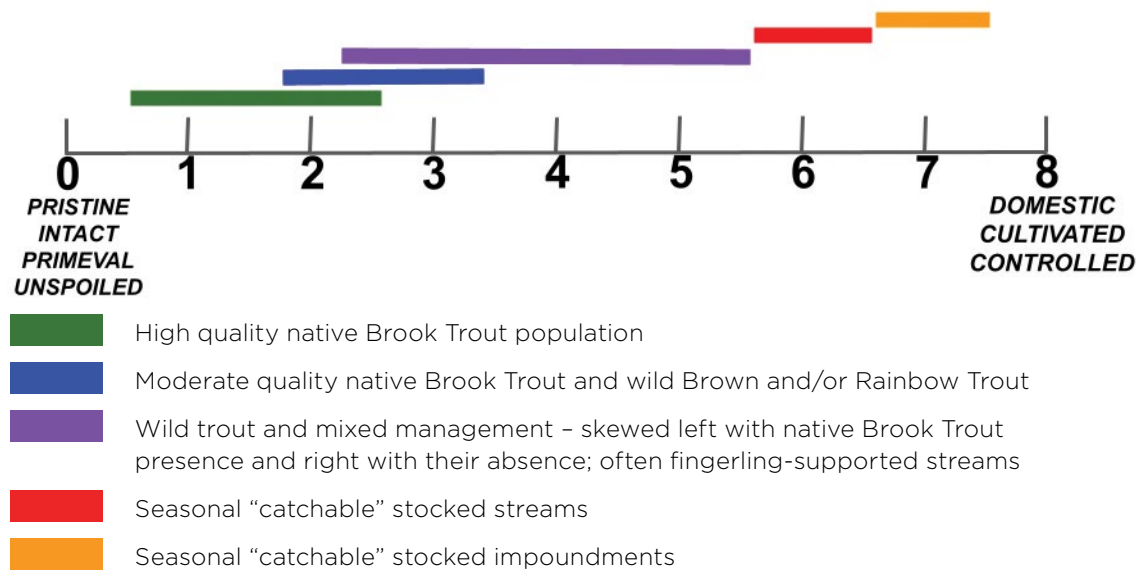 0 1 2 3 4 5 6 7 8
PRISTINE
INTACT
PRIMEVAL
UNSPOILED
DOMESTIC
CULTIVATED
CONTROLLED
High quality native Brook Trout population
Moderate quality native Brook Trout and wild Brown and/or Rainbow Trout
Wild trout and mixed management – skewed left with native Brook Trout
presence and right with their absence; often fingerling-supported streams
Seasonal “catchable” stocked streams
Seasonal “catchable” stocked impoundments